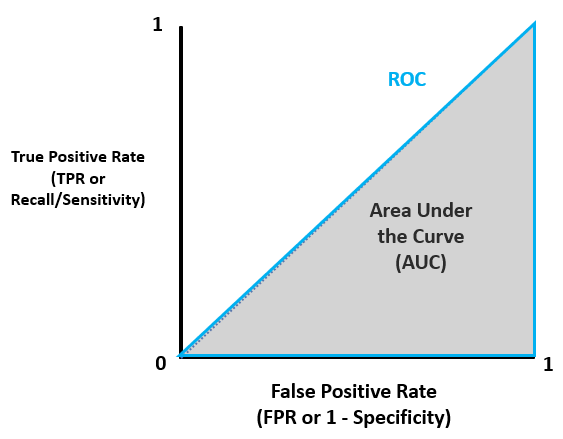 1
ROC
True Positive Rate
(TPR or
Recall/Sensitivity)
Area Under
the Curve
(AUC)
0
1
False Positive Rate
(FPR or 1 - Specificity)